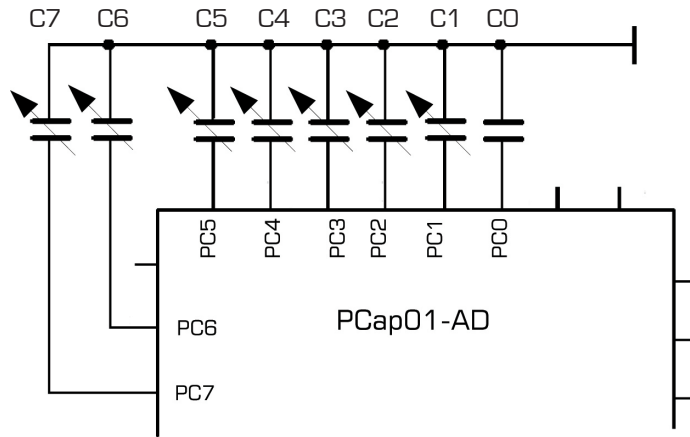 C7 C6 C5 C4 C3 C2 C1 C0
PC5 PC4 PC3 PC2 PC1 PC0
PCap01-AD
PC6
PC7